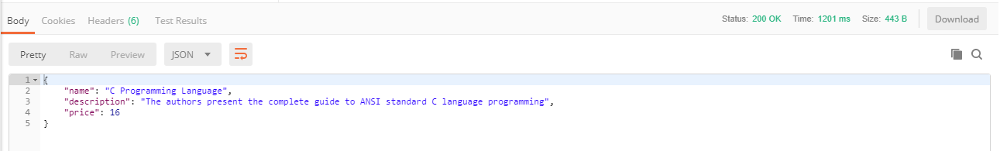 Body Cookies Headers (6) Test Results Status: 200 OK Time: 1201 ms Size: 443 B Download
Pretty Raw Preview JSON
1 {
2 "name": "C Programming Language",
3 "description": "The authors present the complete guide to ANSI standard C language programming",
4 "price": 16
5 }